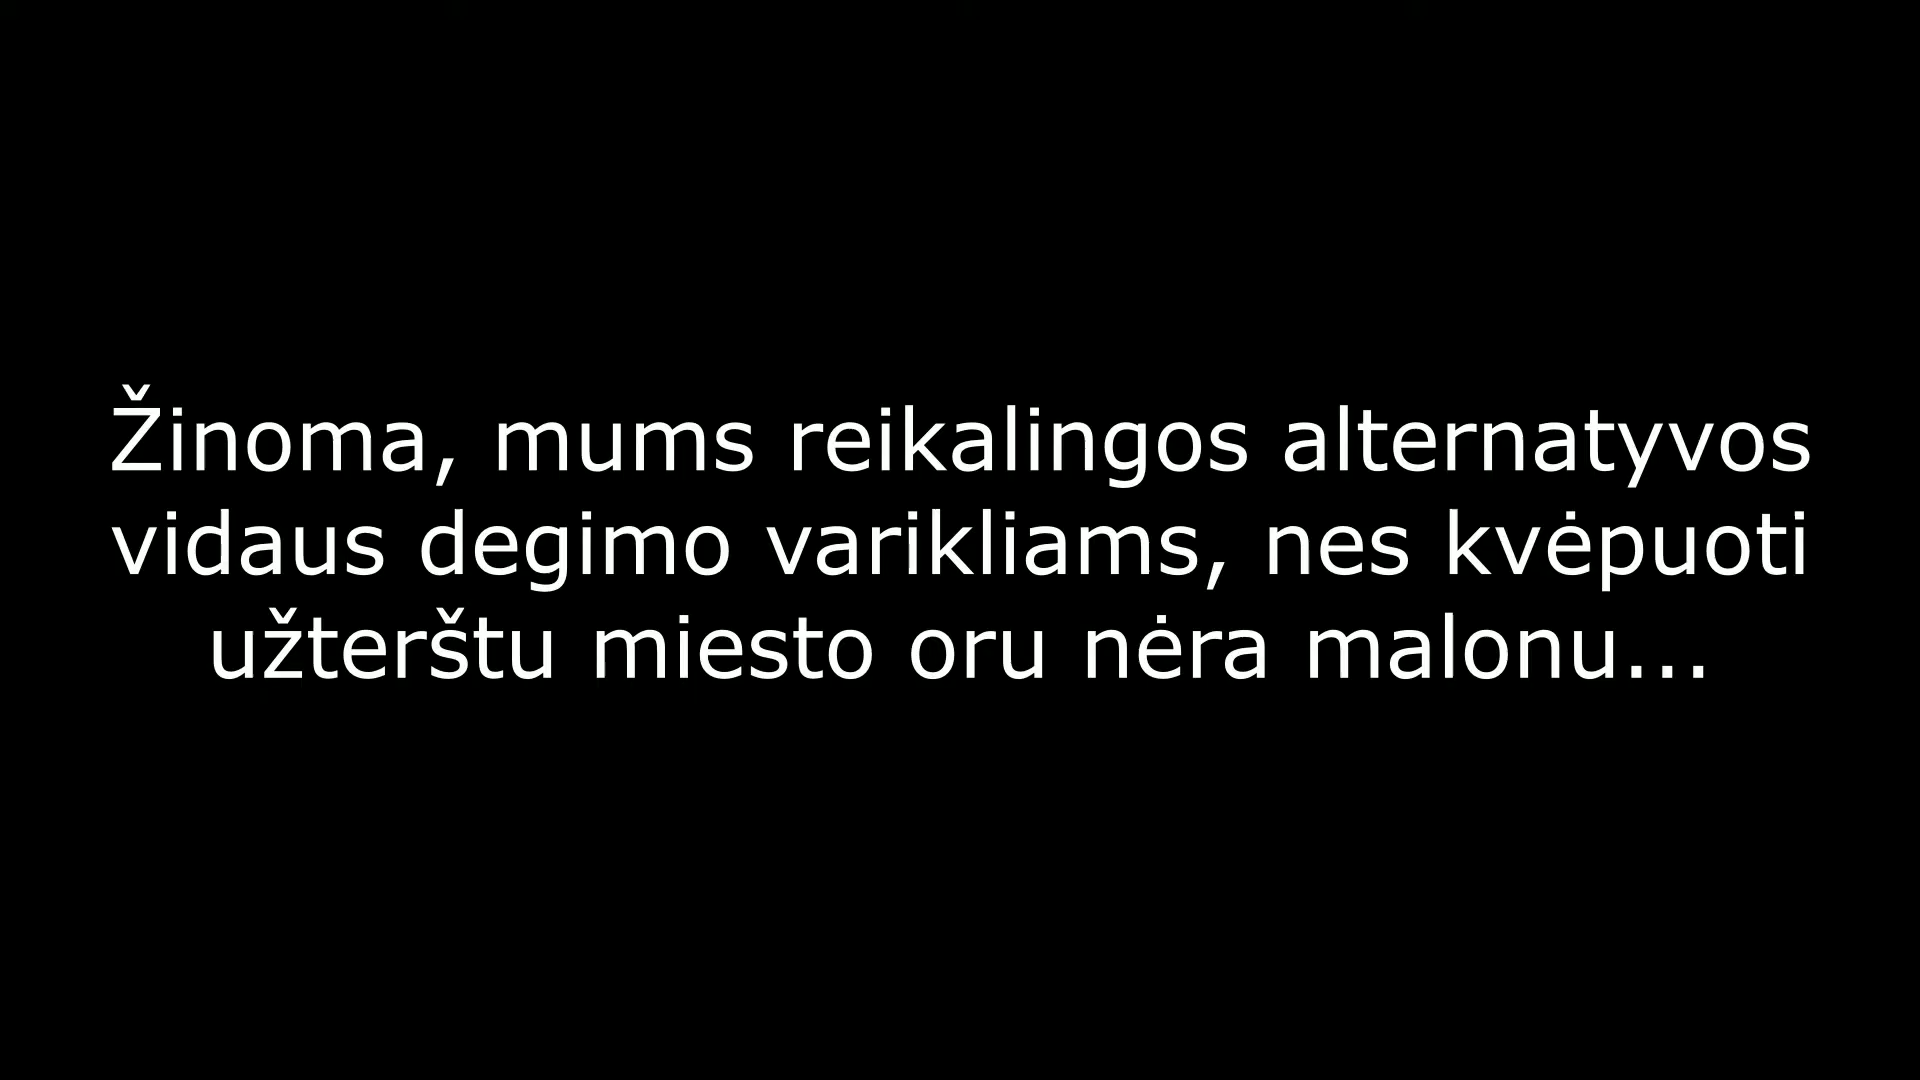 Žinoma, mums reikalingos alternatyvos
vidaus degimo varikliams, nes kvėpuoti
užterštu miesto oru nėra malonu...